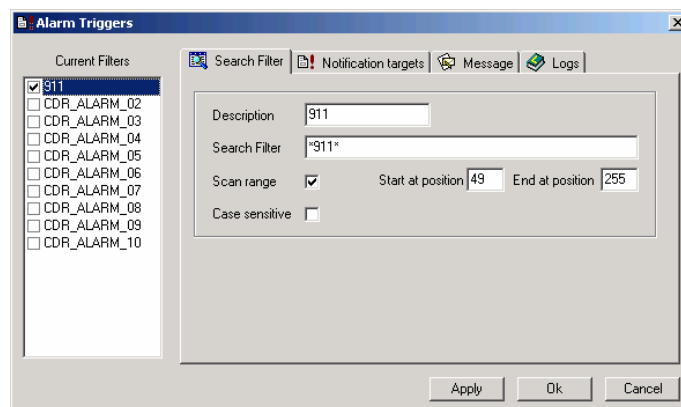 Alarm Triggers
Current Filters
911
CDR_ALARM_02
CDR_ALARM_03
CDR_ALARM_04
CDR_ALARM_05
CDR_ALARM_06
CDR_ALARM_07
CDR_ALARM_08
CDR_ALARM_09
CDR_ALARM_10
Search Filter Notification targets Message Logs
Description 911
Search Filter *911*
Scan range Start at position 49 End at position 255
Case sensitive
Apply Ok Cancel